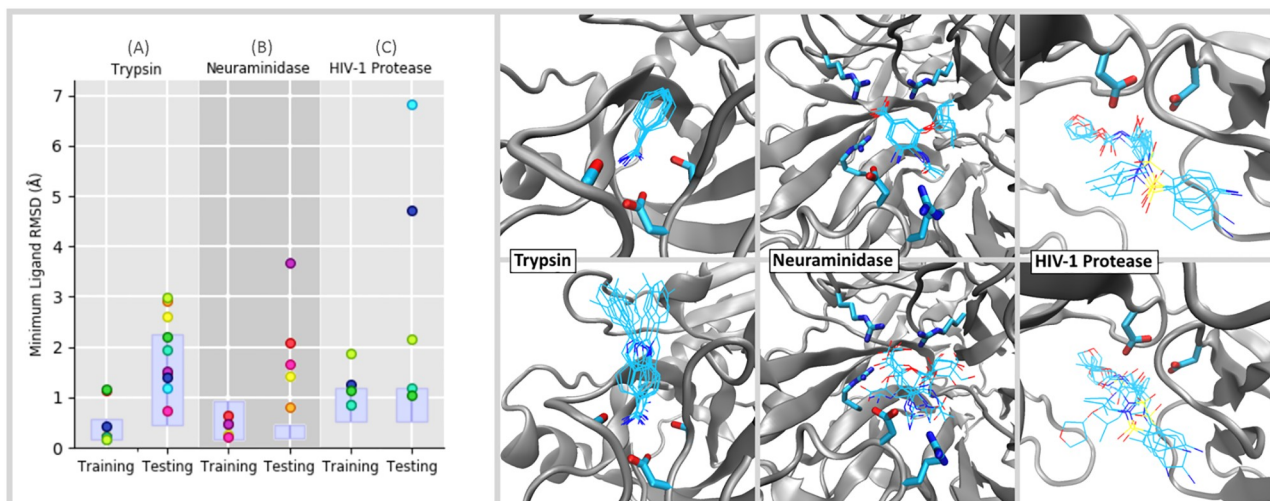 (A) (B) (C)
Trypsin Neuraminidase HIV-1 Protease
Minimum Ligand RMSD (Å)
7
6
5
4
3
2
1
0
Training Testing Training Testing Training Testing
Trypsin Neuraminidase HIV-1 Protease